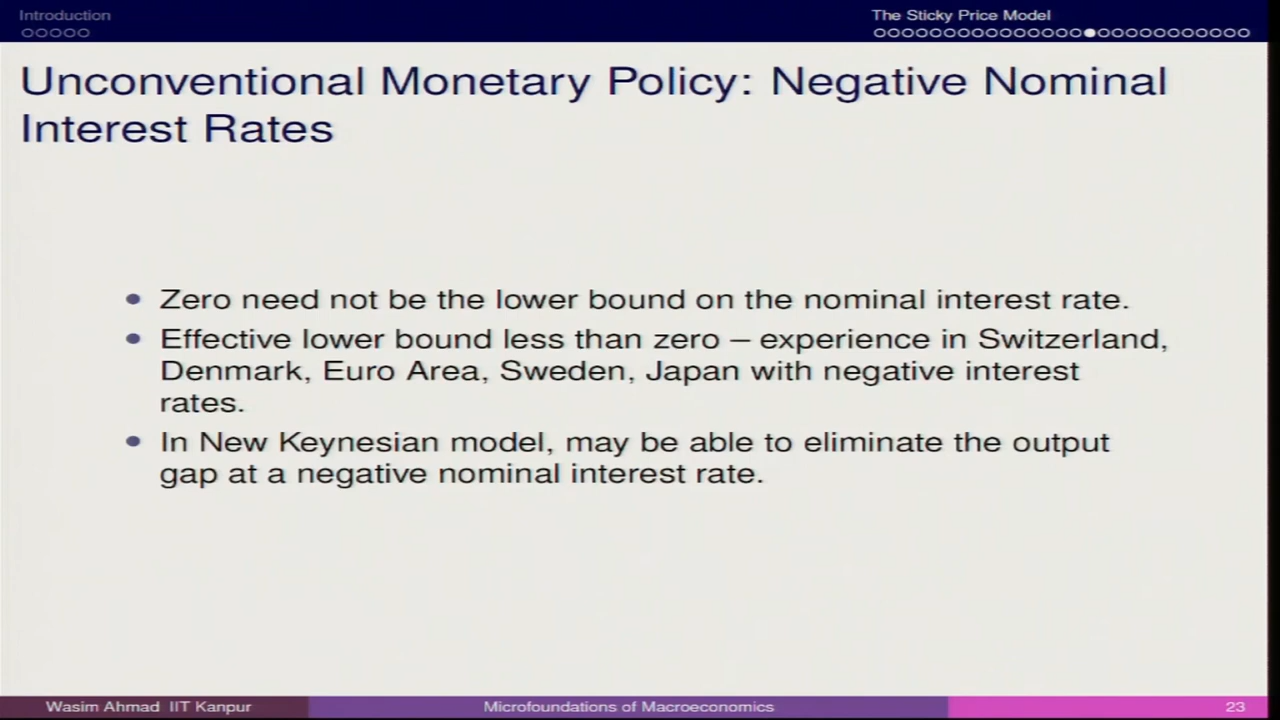 Introduction
The Sticky Price Model
Unconventional Monetary Policy: Negative Nominal
Interest Rates
• Zero need not be the lower bound on the nominal interest rate.
• Effective lower bound less than zero – experience in Switzerland,
Denmark, Euro Area, Sweden, Japan with negative interest
rates.
• In New Keynesian model, may be able to eliminate the output
gap at a negative nominal interest rate.
Wasim Ahmad IIT Kanpur
Microfoundations of Macroeconomics
23